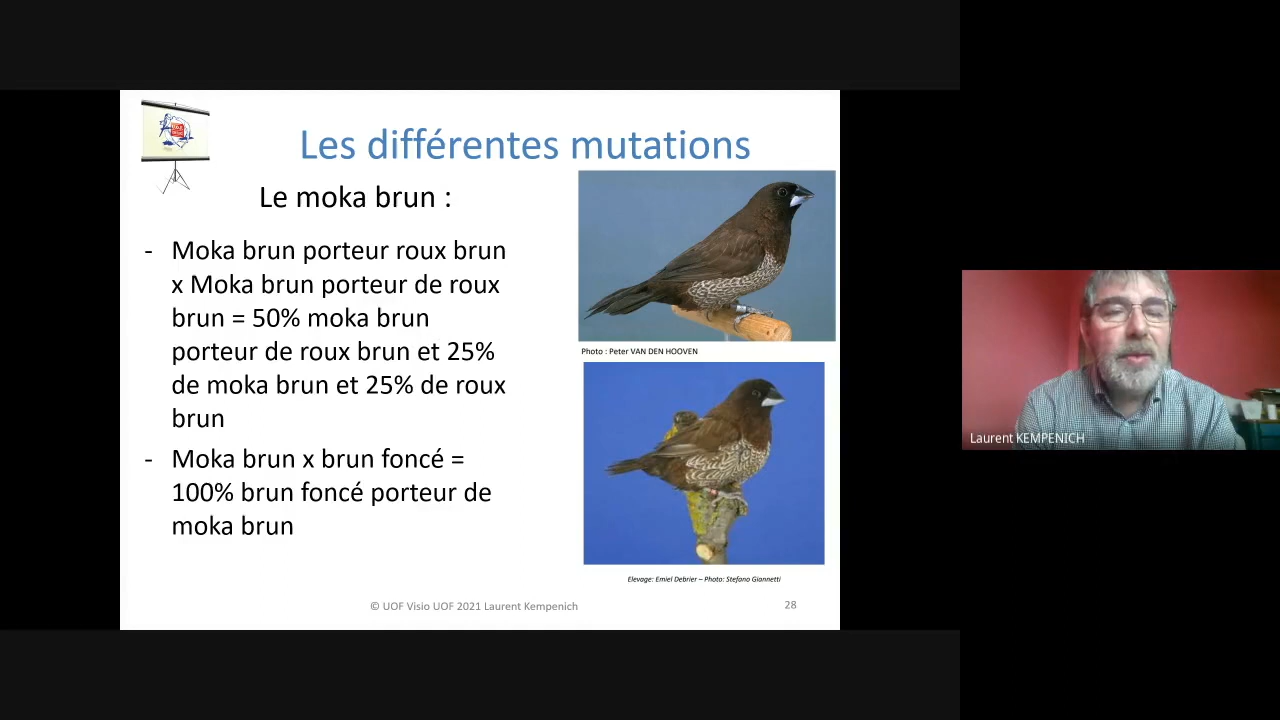 Les différentes mutations
Le moka brun :
- Moka brun porteur roux brun
x Moka brun porteur de roux
brun = 50% moka brun
porteur de roux brun et 25%
de moka brun et 25% de roux
brun
- Moka brun x brun foncé =
100% brun foncé porteur de
moka brun
Photo : Peter VAN DEN HOOVEN
Elevage: Emiel Debrier – Photo: Stefano Giannetti
© UOF Visio UOF 2021 Laurent Kempenich
28
Laurent KEMPENICH